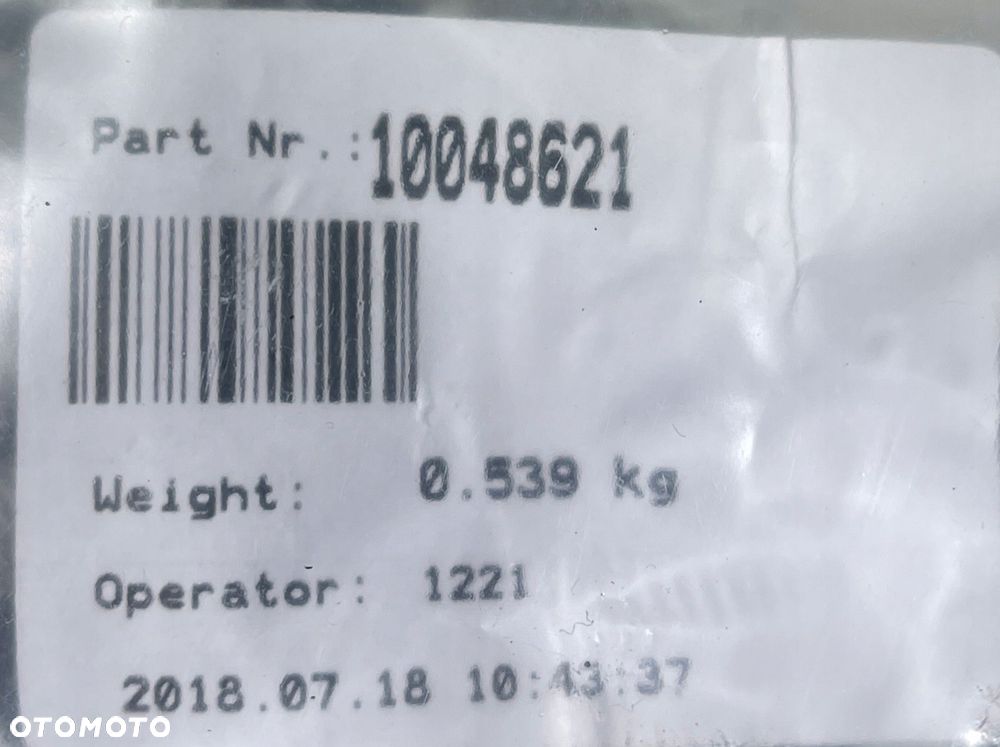 Part Nr.: 10048621
Weight: 0.539 kg
Operator: 1221
2018.07.18 10:43:37
OTOMOTO